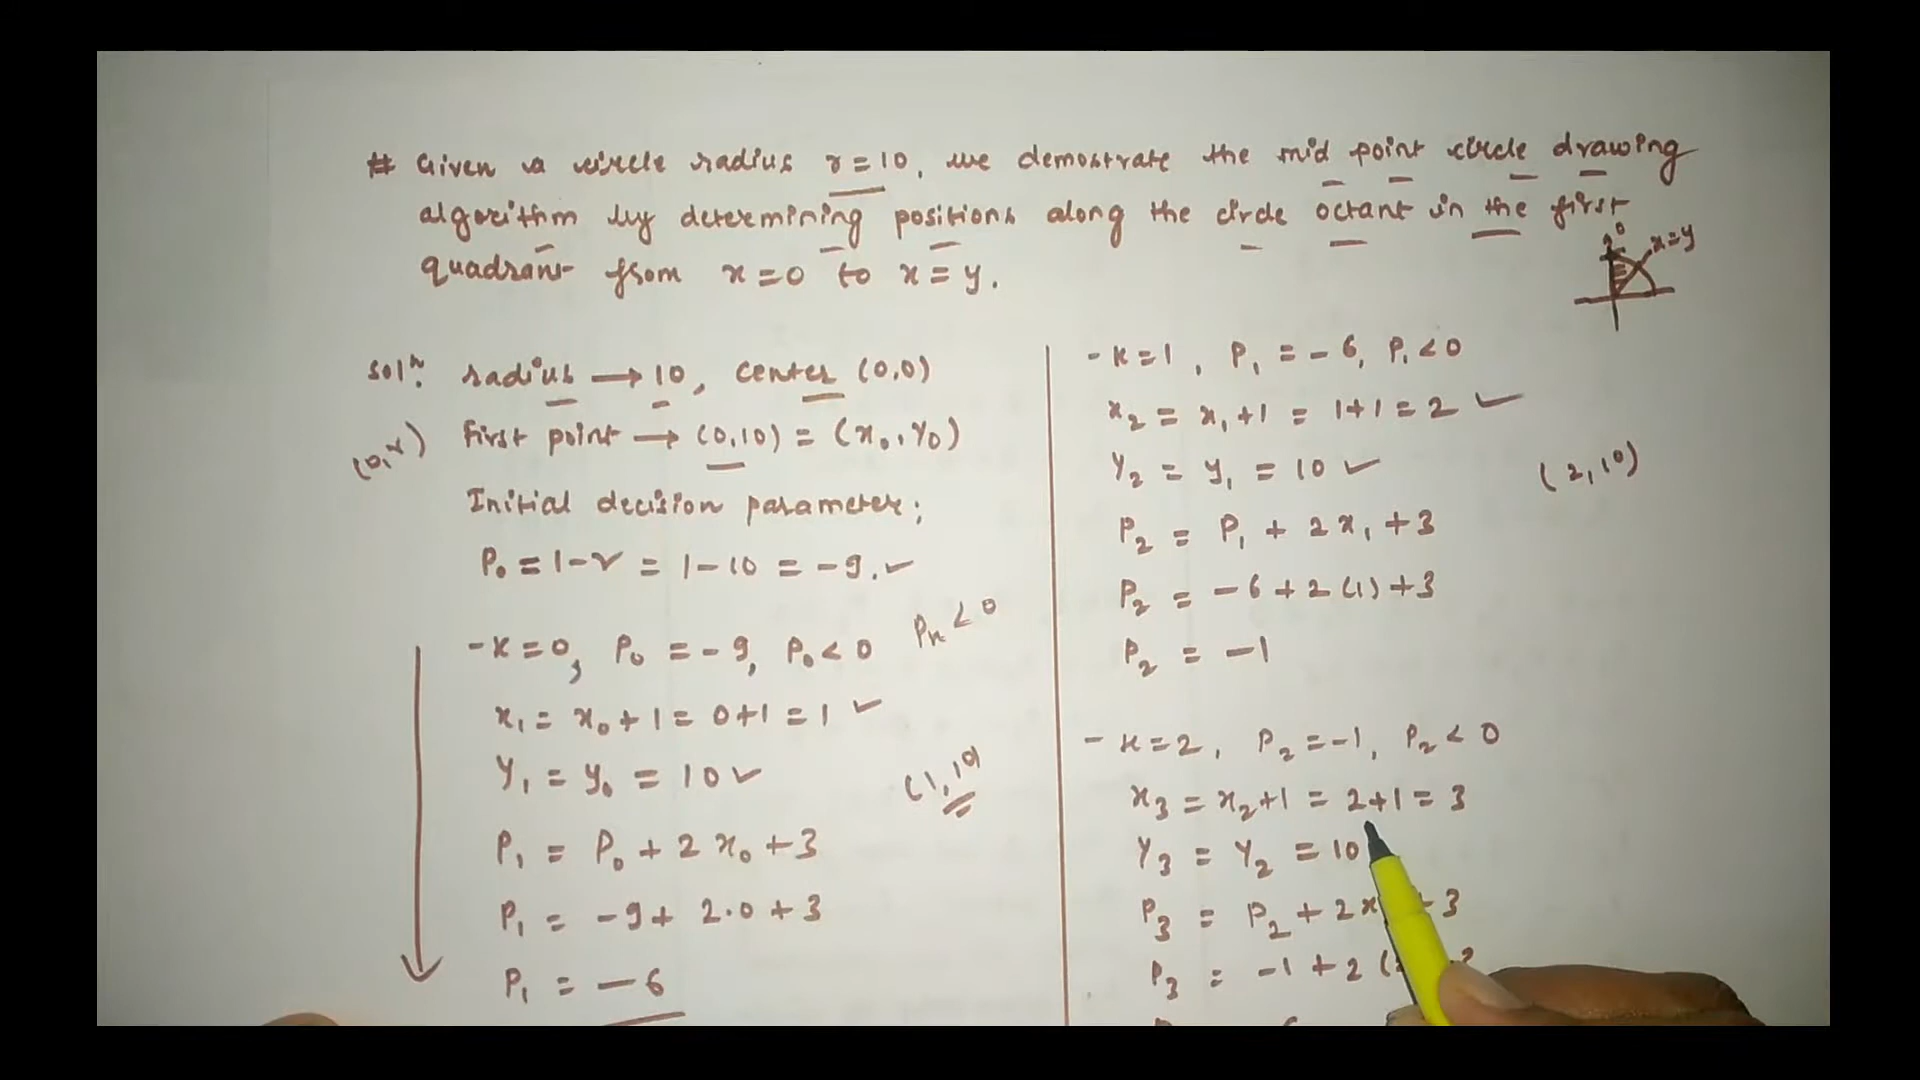 # Given a circle radius r=10, we demostrate the mid point circle drawing
algorithm by determining positions along the circle octant in the first
quadrant from x=0 to x=y.
0
x=y
Soln: radius → 10, center (0,0)
(0,r) first point → (0,10) = (x0,y0)
Initial decision parameter;
P0 = 1-r = 1-10 = -9. ✓
-K=0, P0 = -9, P0<0
Pk<0
x1 = x0+1 = 0+1 = 1 ✓
y1 = y0 = 10 ✓
(1,10)
P1 = P0 + 2x0 +3
P1 = -9 + 2.0 +3
P1 = -6
-K=1, P1 = -6, P1<0
x2 = x1+1 = 1+1 = 2 ✓
y2 = y1 = 10 ✓
(2,10)
P2 = P1 + 2x1 +3
P2 = -6+2(1)+3
P2 = -1
-K=2, P2=-1, P2<0
x3 = x2+1 = 2+1 = 3
y3 = y2 = 10
P3 = P2 + 2x +3
P3 = -1 + 2(